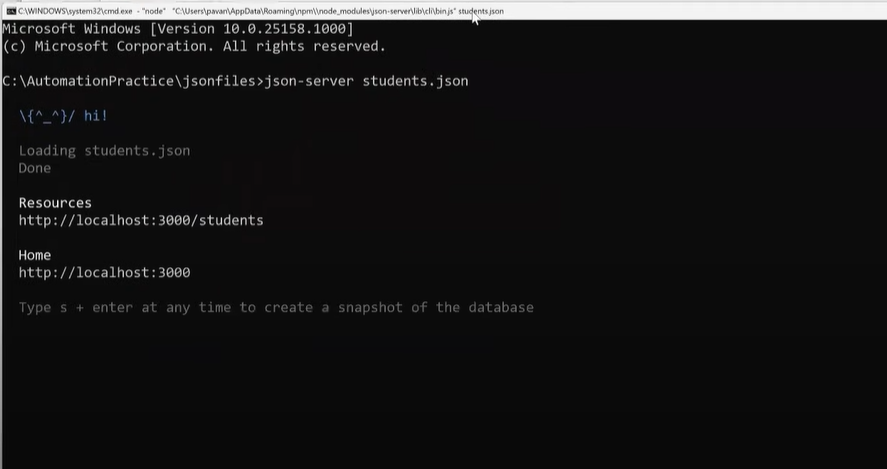 C:\WINDOWS\system32\cmd.exe - "node" "C:\Users\pavan\AppData\Roaming\npm\\node_modules\json-server\lib\cli\bin.js" students.json
Microsoft Windows [Version 10.0.25158.1000]
(c) Microsoft Corporation. All rights reserved.
C:\AutomationPractice\jsonfiles>json-server students.json
\{^_^}/ hi!
Loading students.json
Done
Resources
http://localhost:3000/students
Home
http://localhost:3000
Type s + enter at any time to create a snapshot of the database